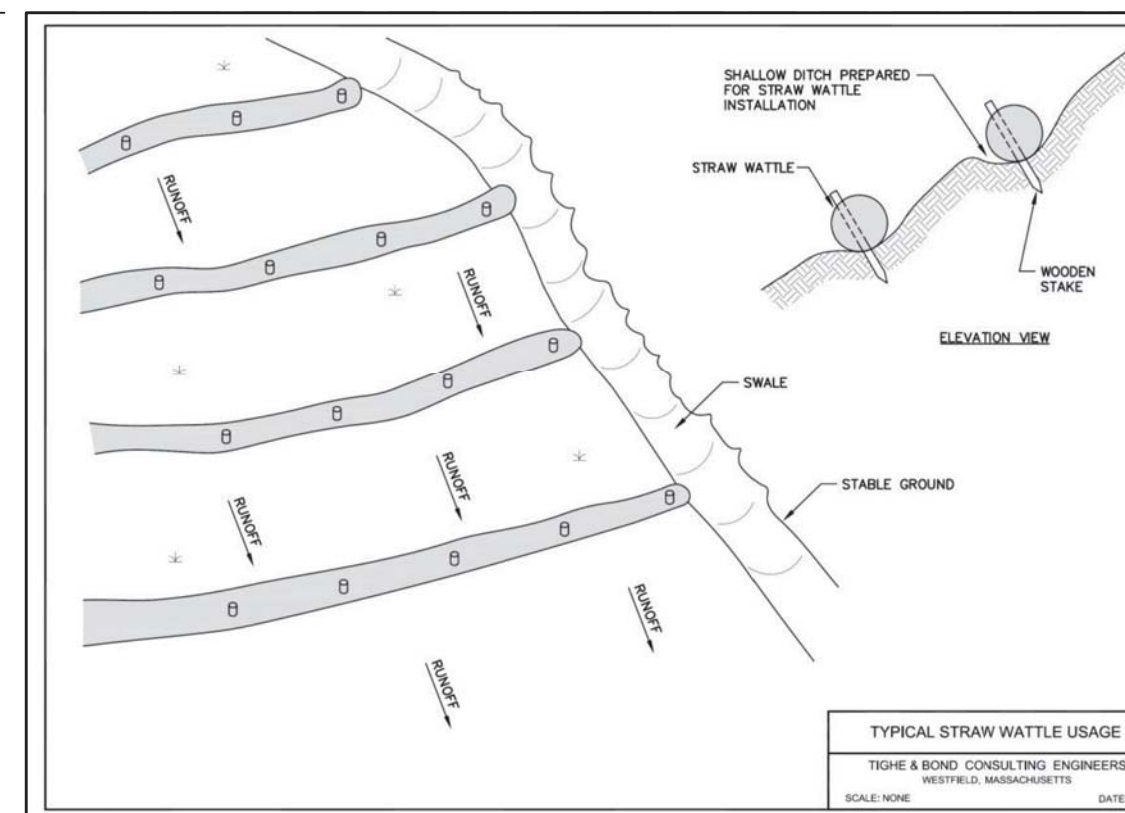 SHALLOW DITCH PREPARED
FOR STRAW WATTLE
INSTALLATION
STRAW WATTLE
WOODEN
STAKE
ELEVATION VIEW
RUNOFF
RUNOFF
SWALE
STABLE GROUND
RUNOFF
RUNOFF
RUNOFF
RUNOFF
TYPICAL STRAW WATTLE USAGE
TIGHE & BOND CONSULTING ENGINEERS
WESTFIELD, MASSACHUSETTS
SCALE: NONE
DATE